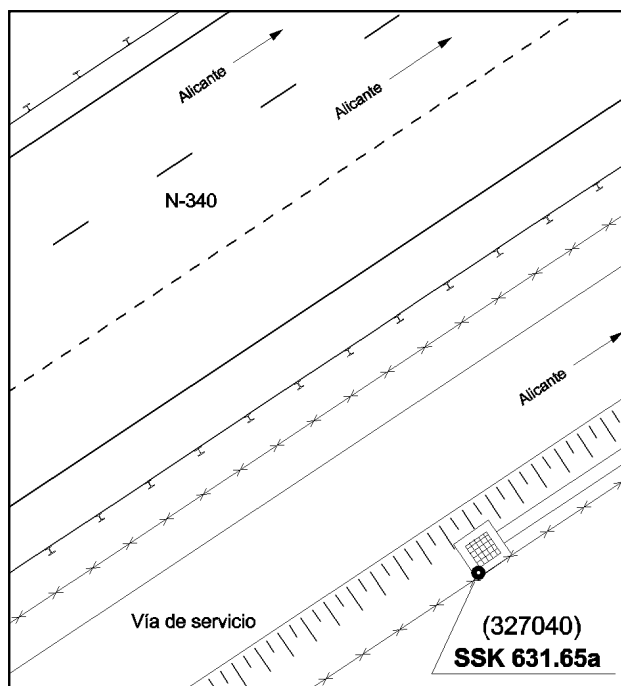 Alicante
Alicante
N-340
Alicante
Vía de servicio
(327040)
SSK 631.65a